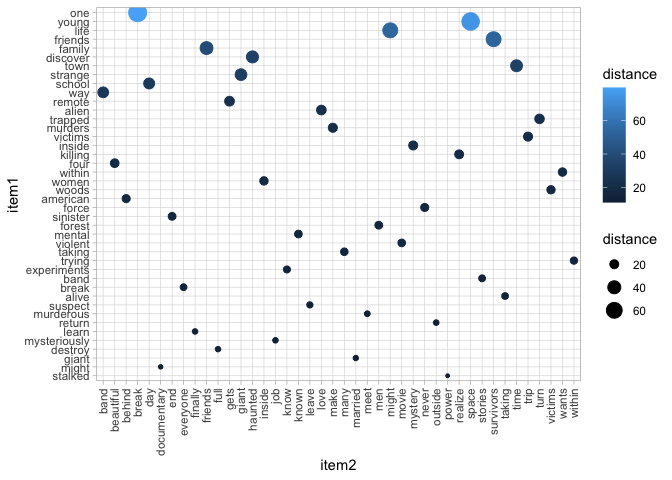 one
young
life
friends
family
discover
town
strange
school
way
remote
alien
trapped
murders
victims
inside
killing
four
within
women
woods
american
force
sinister
forest
mental
violent
taking
trying
experiments
band
break
alive
suspect
murderous
return
learn
mysteriously
destroy
giant
might
stalked
item1
band
beautiful
behind
break
day
documentary
end
everyone
finally
friends
full
gets
giant
haunted
inside
job
know
known
leave
love
make
many
married
meet
men
might
movie
mystery
never
outside
power
realize
space
stories
survivors
taking
time
trip
turn
victims
wants
within
item2
distance
60
40
20
distance
20
40
60